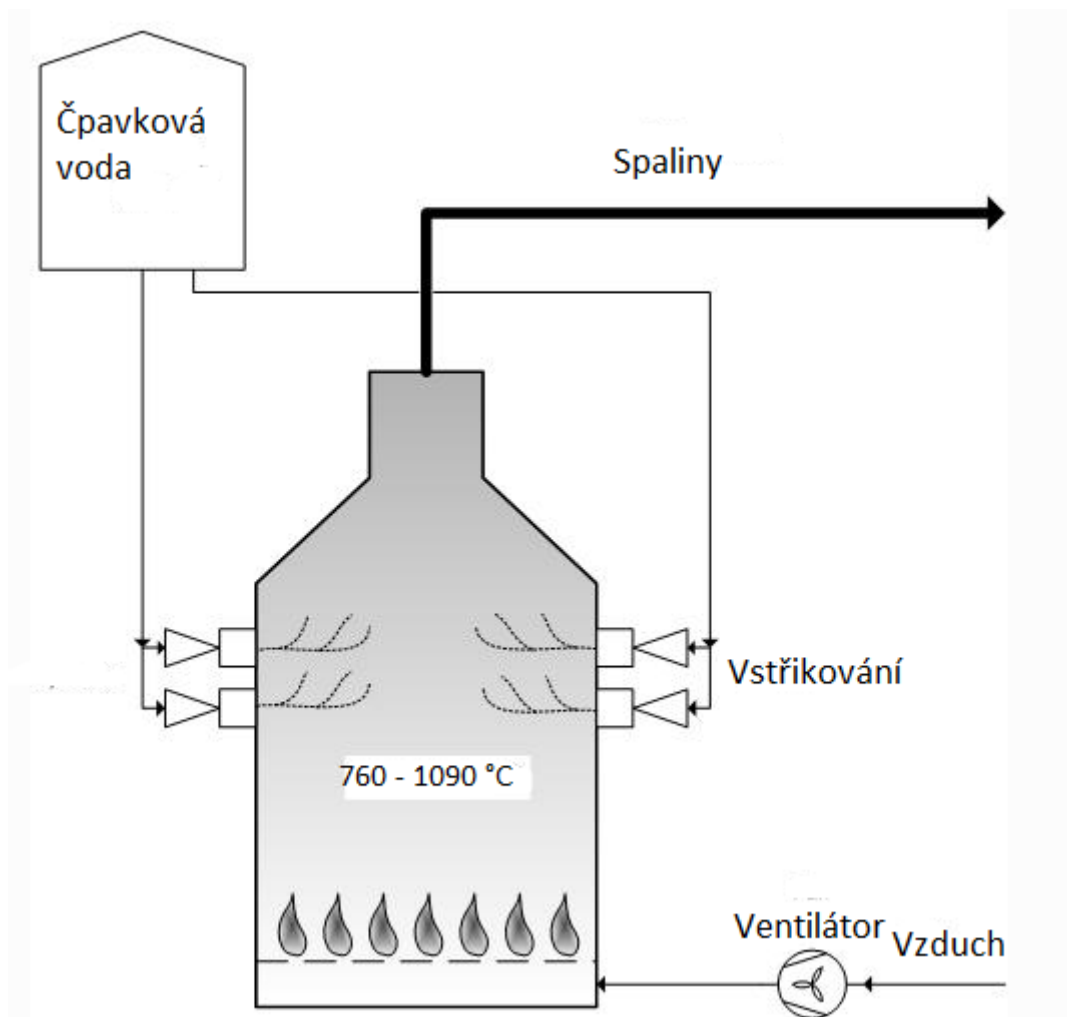 Čpavková
voda
Spaliny
Vstřikování
760 - 1090 °C
Ventilátor
Vzduch